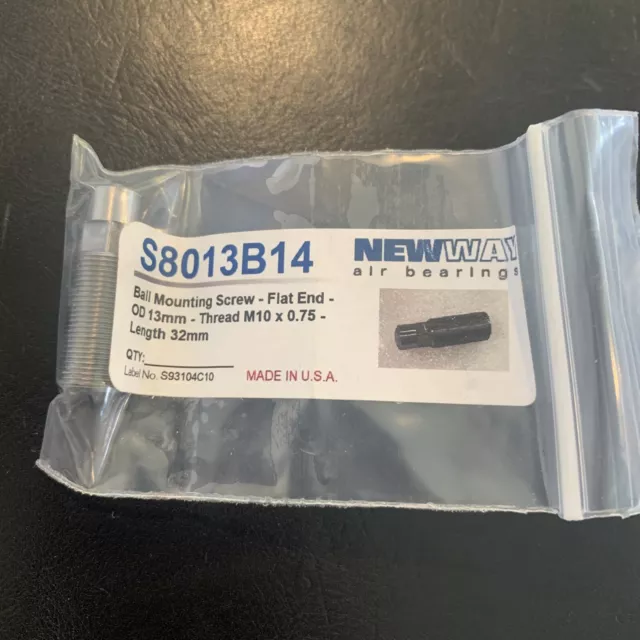 S8013B14
NEWWAY
air bearings
Ball Mounting Screw - Flat End -
OD 13mm - Thread M10 x 0.75 -
Length 32mm
QTY:
Label No. S93104C10
MADE IN U.S.A.